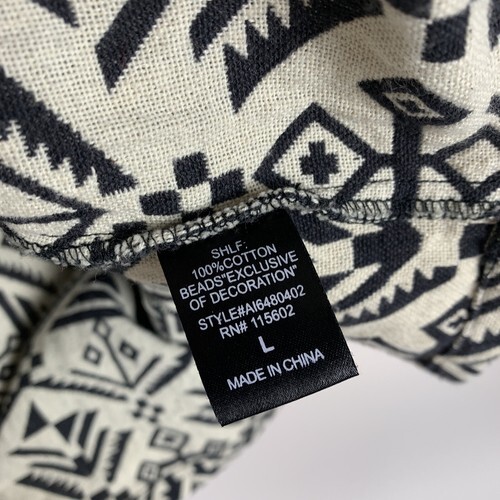 SHLF:
100%COTTON
BEADS"EXCLUSIVE
OF DECORATION"
STYLE#AI6480402
RN# 115602
L
MADE IN CHINA